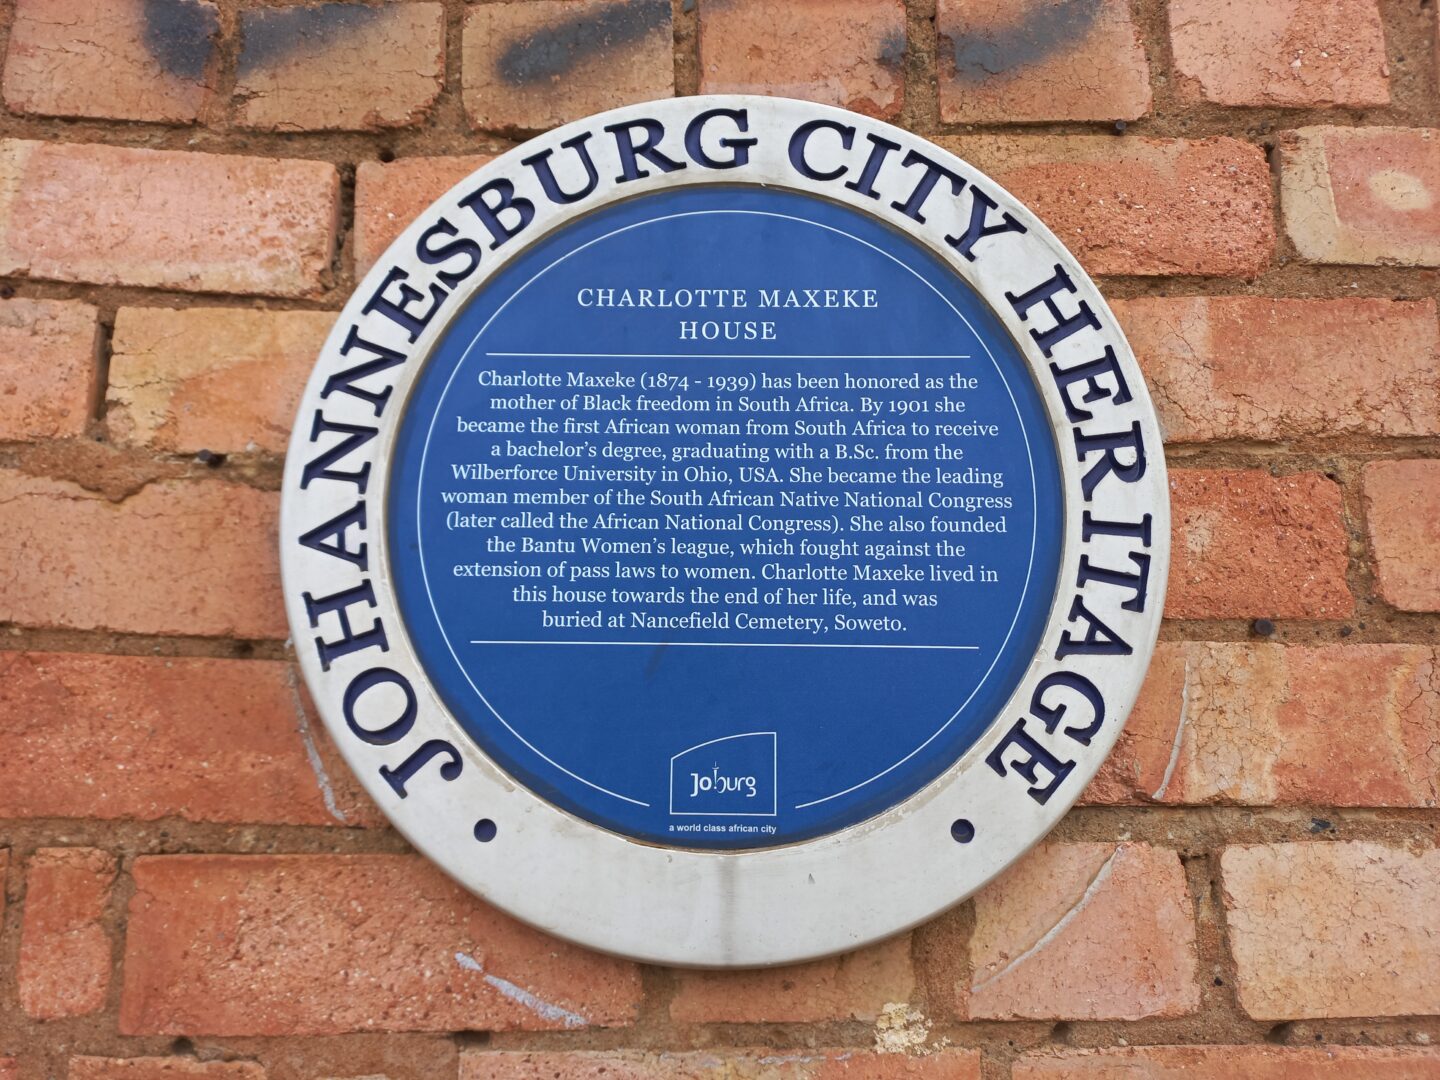 JOHANNESBURG CITY HERITAGE
CHARLOTTE MAXEKE
HOUSE
Charlotte Maxeke (1874 - 1939) has been honored as the
mother of Black freedom in South Africa. By 1901 she
became the first African woman from South Africa to receive
a bachelor's degree, graduating with a B.Sc. from the
Wilberforce University in Ohio, USA. She became the leading
woman member of the South African Native National Congress
(later called the African National Congress). She also founded
the Bantu Women's league, which fought against the
extension of pass laws to women. Charlotte Maxeke lived in
this house towards the end of her life, and was
buried at Nancefield Cemetery, Soweto.
Joburg
a world class african city